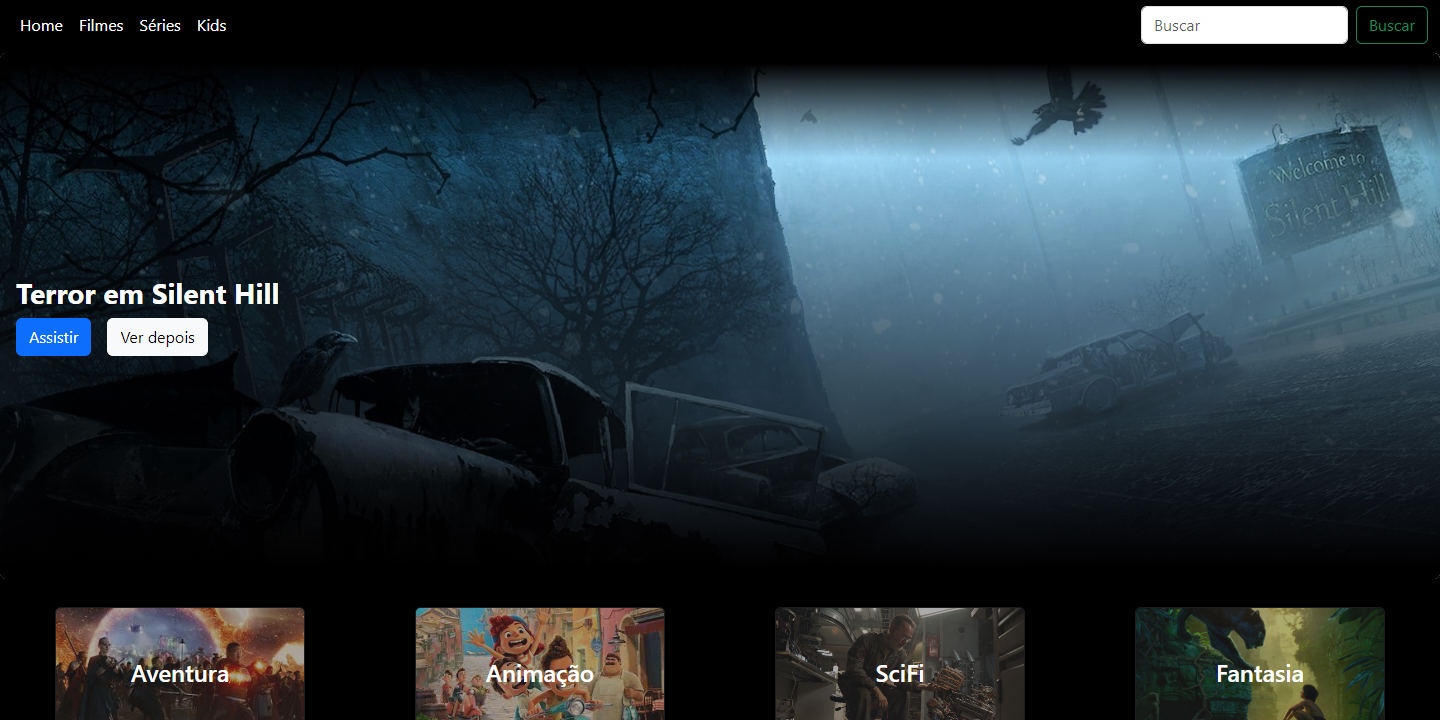 Home Filmes Séries Kids Buscar Buscar
Welcome to
Silent Hill
Terror em Silent Hill
Assistir Ver depois
Aventura Animação SciFi Fantasia